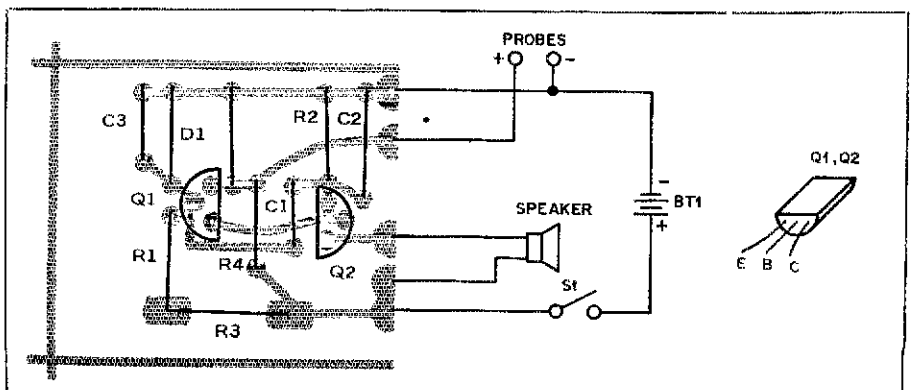 PROBES
+ -
C3
D1
R2
C2
Q1, Q2
Q1
C1
SPEAKER
-
BT1
+
R1
R4
Q2
E B C
S1
R3